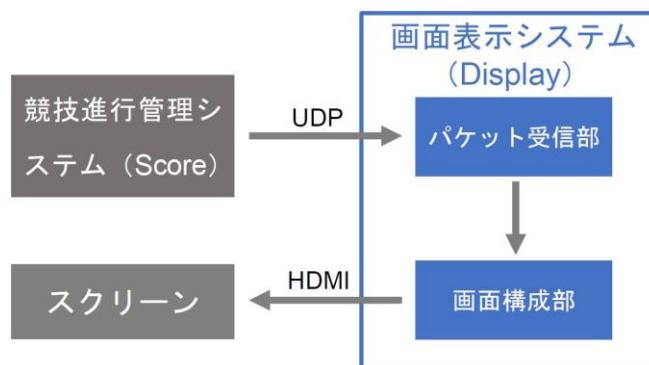 画面表示システム
（Display）
競技進行管理シ
ステム（Score）
UDP
パケット受信部
スクリーン
HDMI
画面構成部